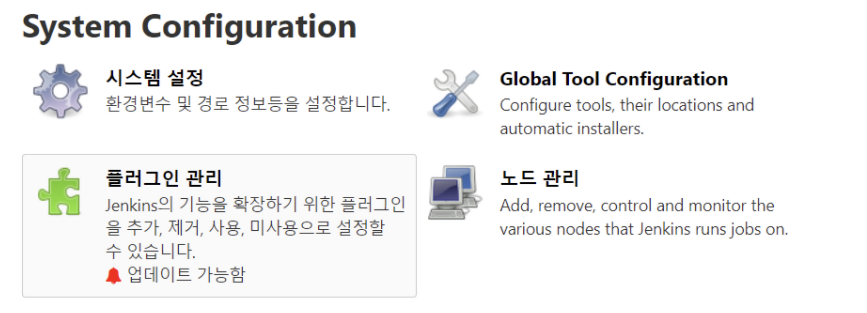 System Configuration
시스템 설정
환경변수 및 경로 정보등을 설정합니다.
Global Tool Configuration
Configure tools, their locations and
automatic installers.
플러그인 관리
Jenkins의 기능을 확장하기 위한 플러그인
을 추가, 제거, 사용, 미사용으로 설정할
수 있습니다.
업데이트 가능함
노드 관리
Add, remove, control and monitor the
various nodes that Jenkins runs jobs on.